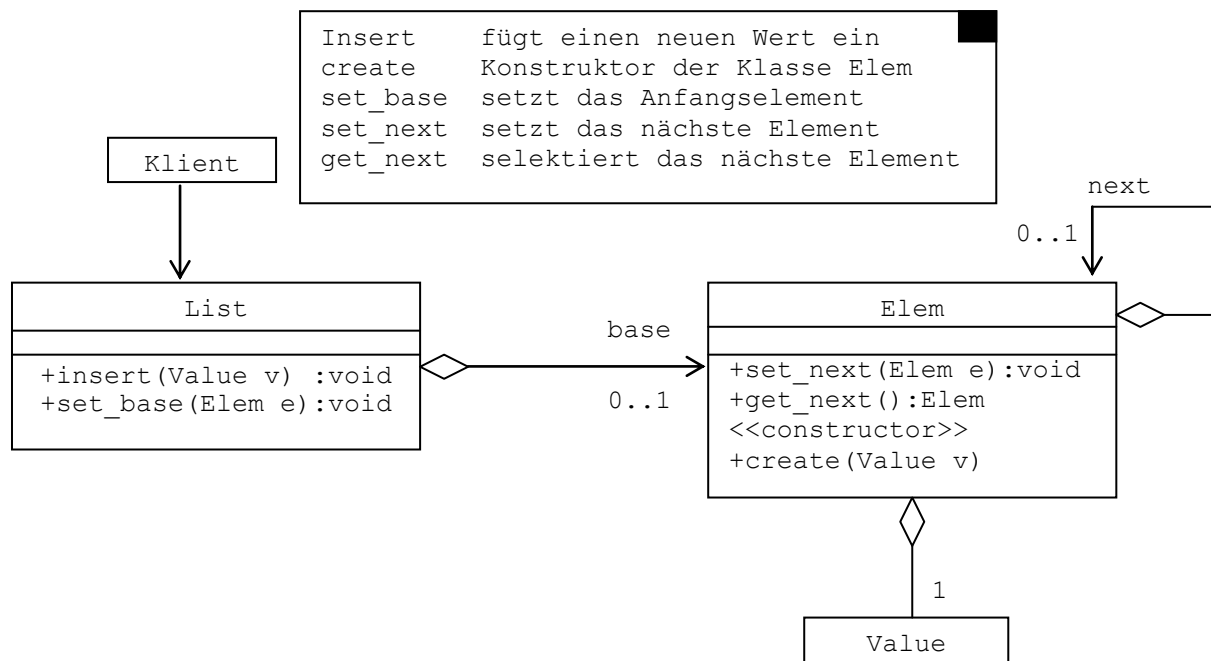 Insert fügt einen neuen Wert ein
create Konstruktor der Klasse Elem
set_base setzt das Anfangselement
set_next setzt das nächste Element
get_next selektiert das nächste Element
Klient
next
0..1
List
+insert(Value v) :void
+set_base(Elem e):void
base
0..1
Elem
+set_next(Elem e):void
+get_next():Elem
<<constructor>>
+create(Value v)
1
Value